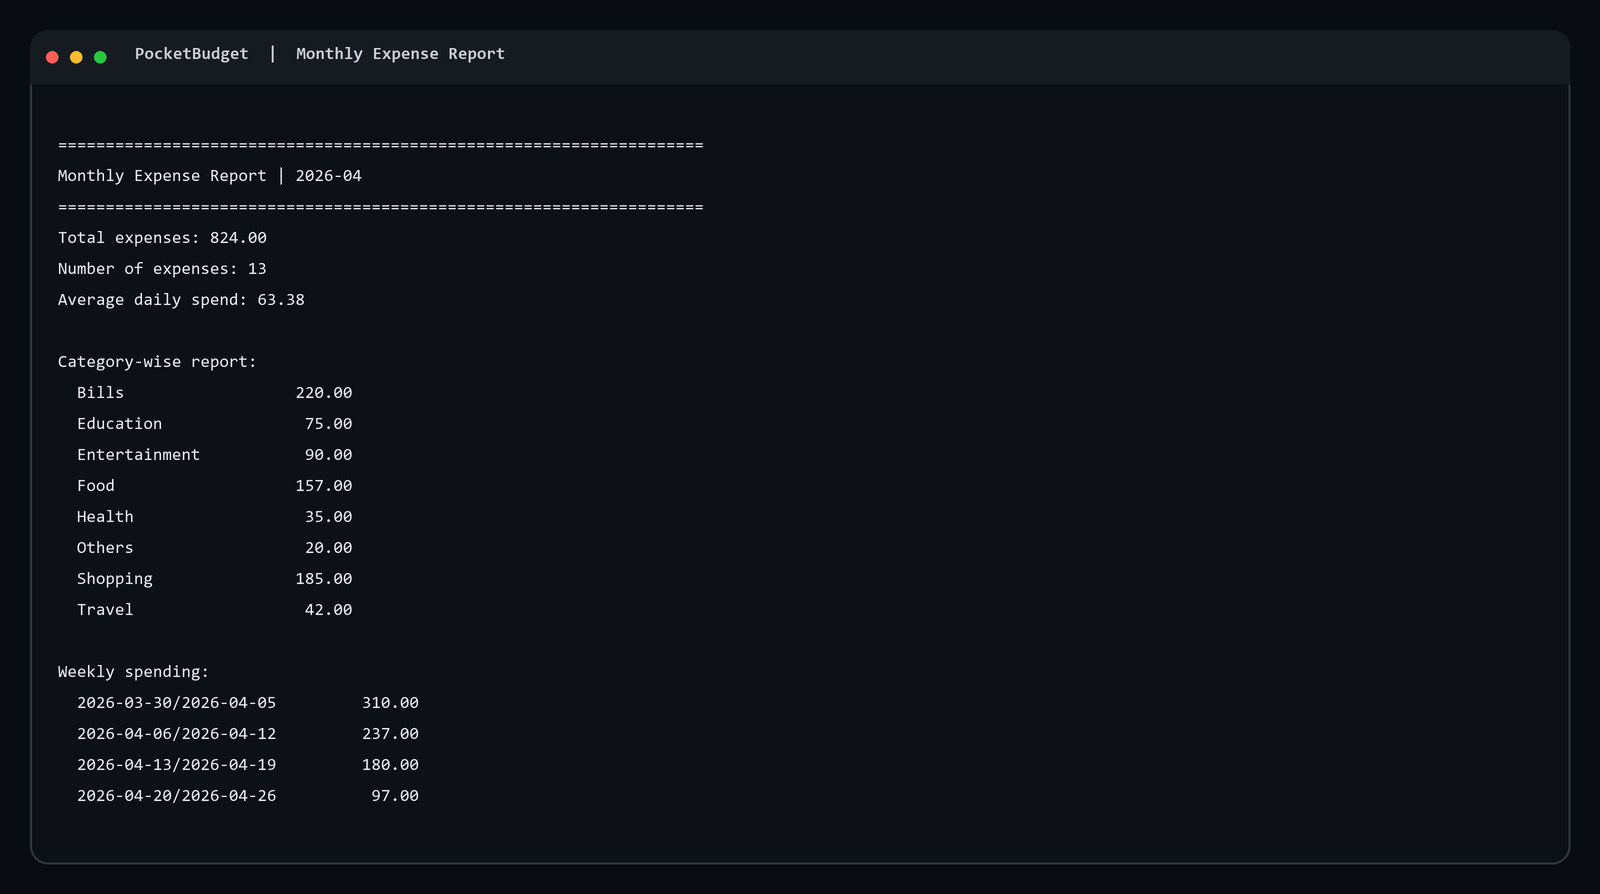 PocketBudget | Monthly Expense Report
====================================================================
Monthly Expense Report | 2026-04
====================================================================
Total expenses: 824.00
Number of expenses: 13
Average daily spend: 63.38
Category-wise report:
Bills 220.00
Education 75.00
Entertainment 90.00
Food 157.00
Health 35.00
Others 20.00
Shopping 185.00
Travel 42.00
Weekly spending:
2026-03-30/2026-04-05 310.00
2026-04-06/2026-04-12 237.00
2026-04-13/2026-04-19 180.00
2026-04-20/2026-04-26 97.00